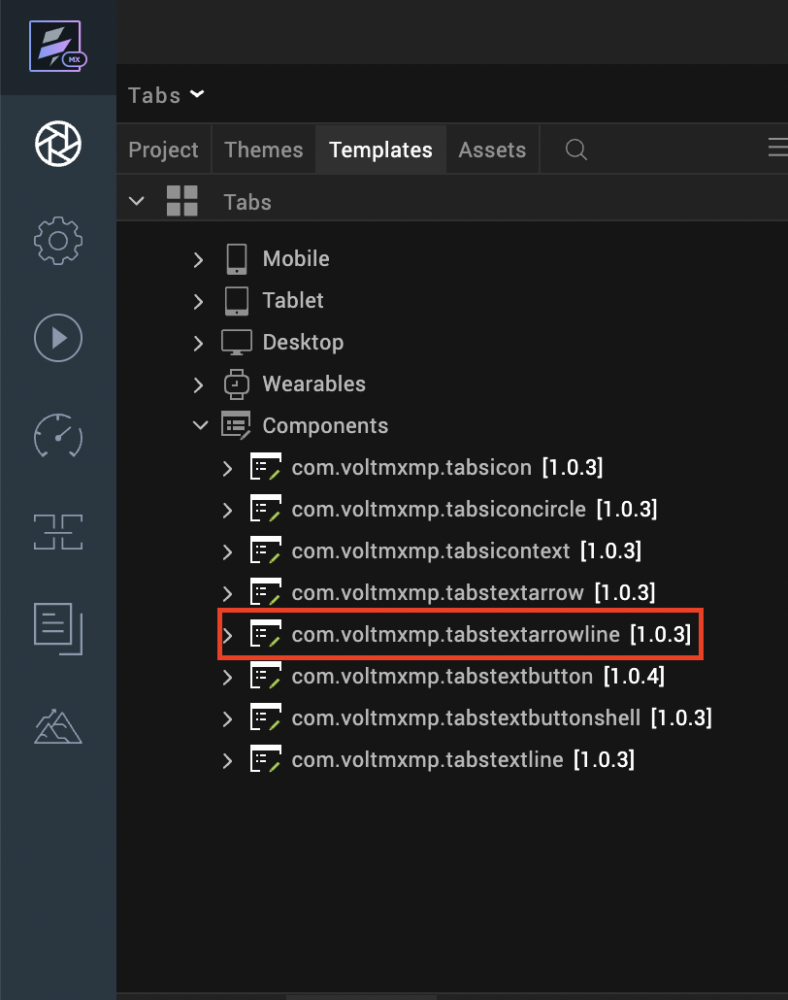 MX
Tabs
Project Themes Templates Assets
Tabs
Mobile
Tablet
Desktop
Wearables
Components
com.voltmxmp.tabsicon [1.0.3]
com.voltmxmp.tabsiconcircle [1.0.3]
com.voltmxmp.tabsicontext [1.0.3]
com.voltmxmp.tabstextarrow [1.0.3]
com.voltmxmp.tabstextarrowline [1.0.3]
com.voltmxmp.tabstextbutton [1.0.4]
com.voltmxmp.tabstextbuttonshell [1.0.3]
com.voltmxmp.tabstextline [1.0.3]